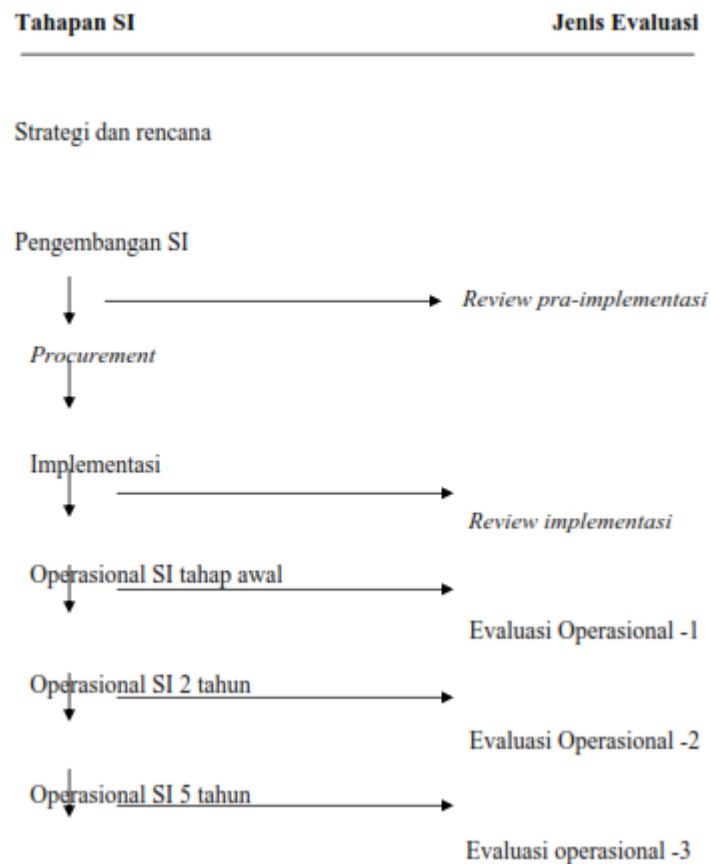 Tahapan SI Jenis Evaluasi
Strategi dan rencana
Pengembangan SI
Review pra-implementasi
Procurement
Implementasi
Review implementasi
Operasional SI tahap awal
Evaluasi Operasional -1
Operasional SI 2 tahun
Evaluasi Operasional -2
Operasional SI 5 tahun
Evaluasi operasional -3